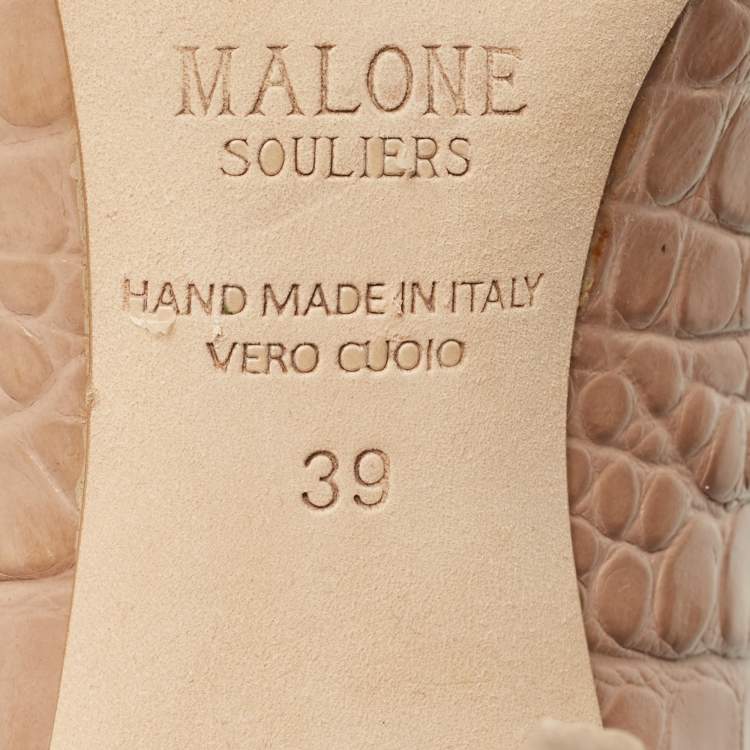 MALONE
SOULIERS
HAND MADE IN ITALY
VERO CUOIO
39